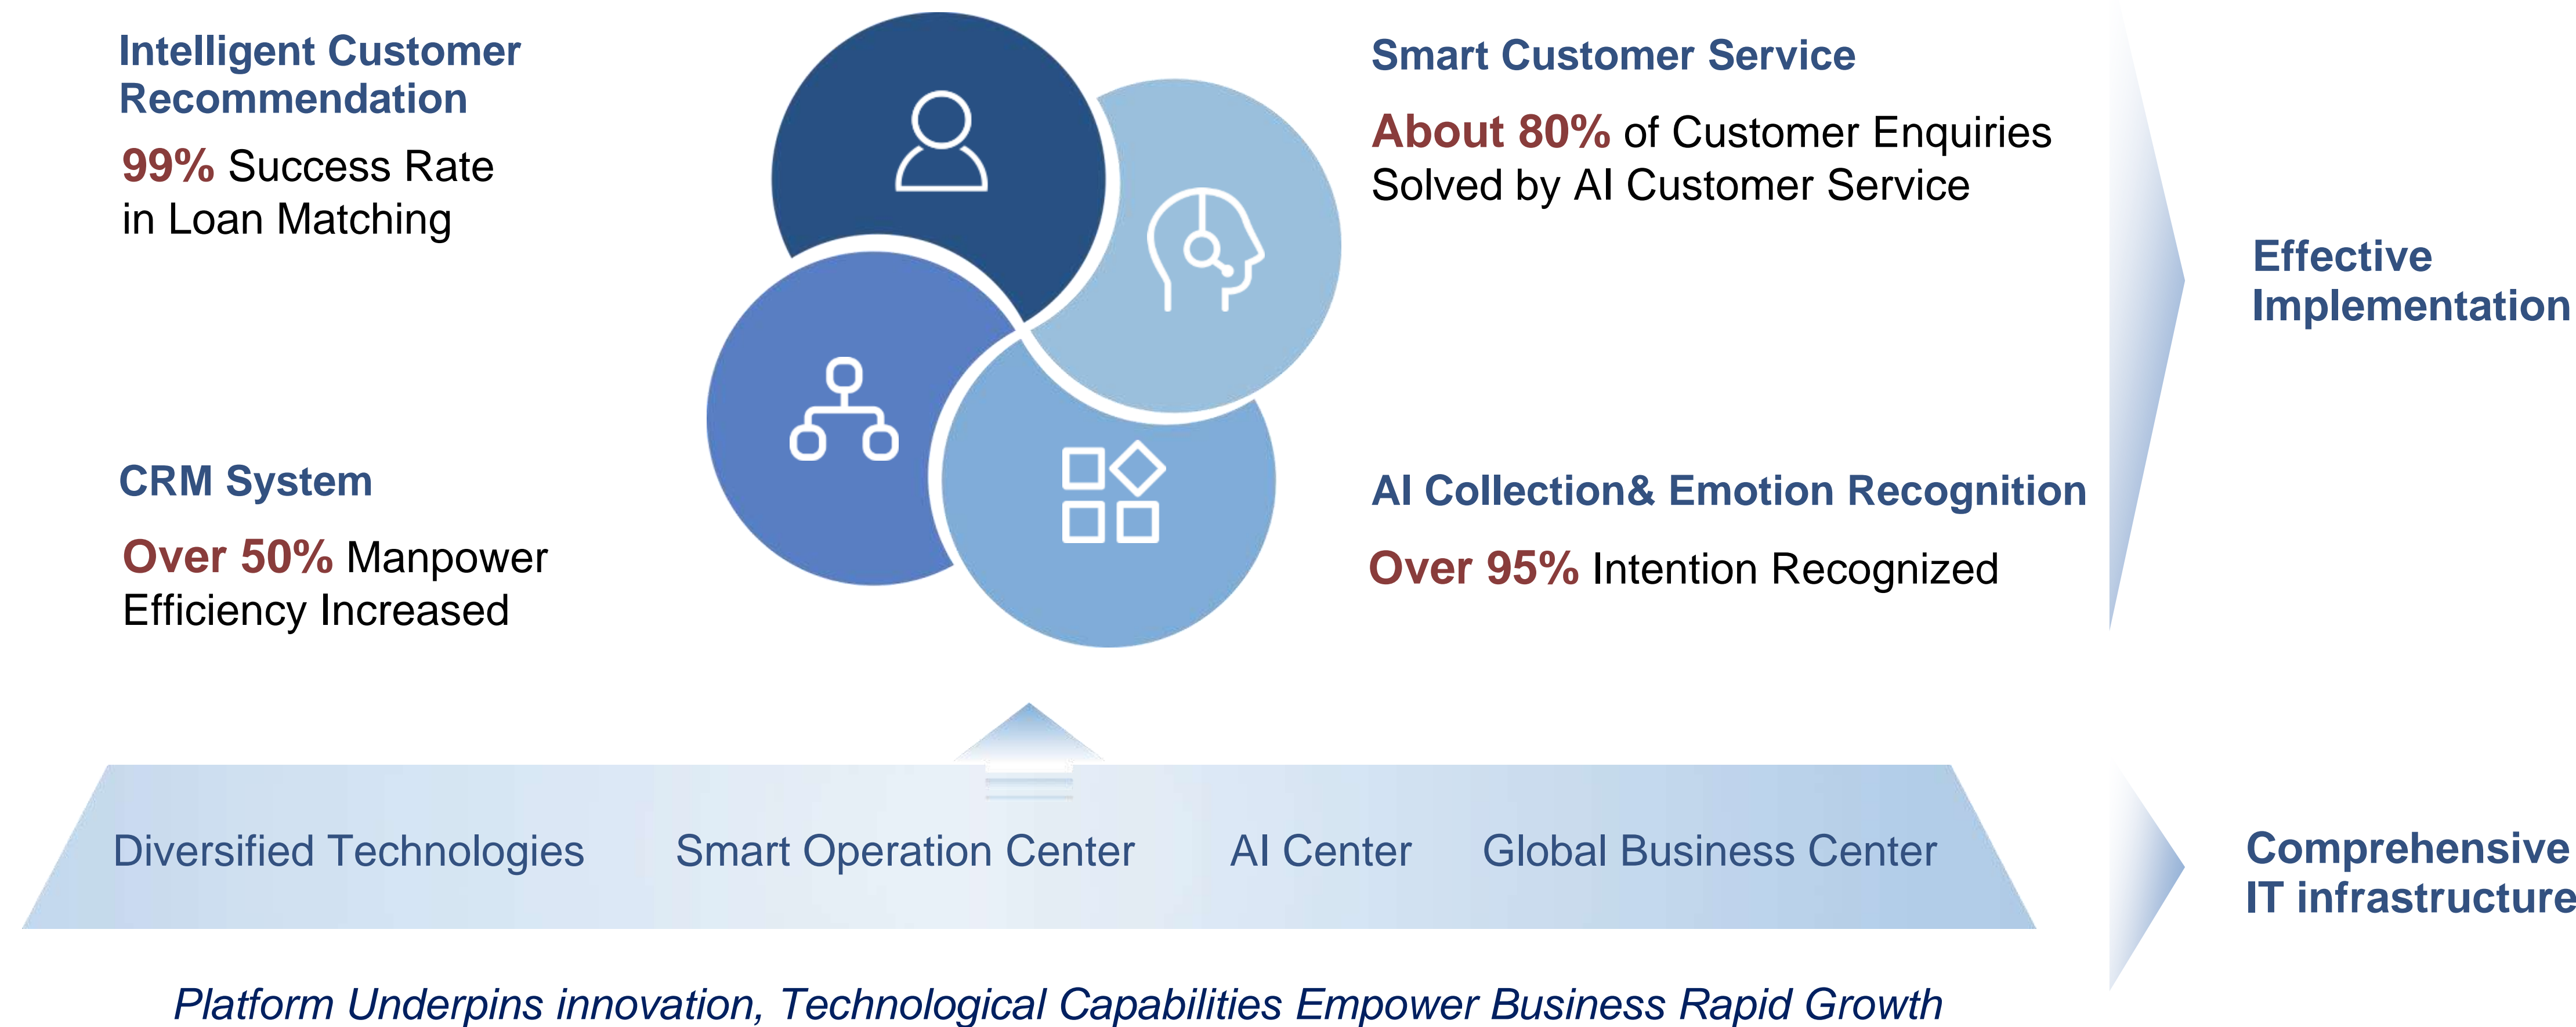 Intelligent Customer
Recommendation
99% Success Rate
in Loan Matching
Smart Customer Service
About 80% of Customer Enquiries
Solved by AI Customer Service
Effective
Implementation
CRM System
Over 50% Manpower
Efficiency Increased
AI Collection& Emotion Recognition
Over 95% Intention Recognized
Diversified Technologies Smart Operation Center AI Center Global Business Center
Comprehensive
IT infrastructure
Platform Underpins innovation, Technological Capabilities Empower Business Rapid Growth